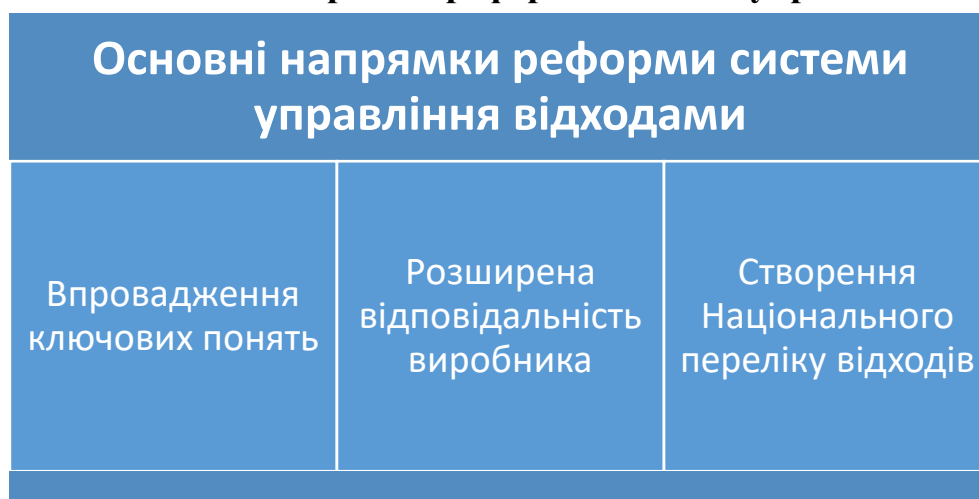 Основні напрямки реформи системи
управління відходами
Впровадження
ключових понять
Розширена
відповідальність
виробника
Створення
Національного
переліку відходів